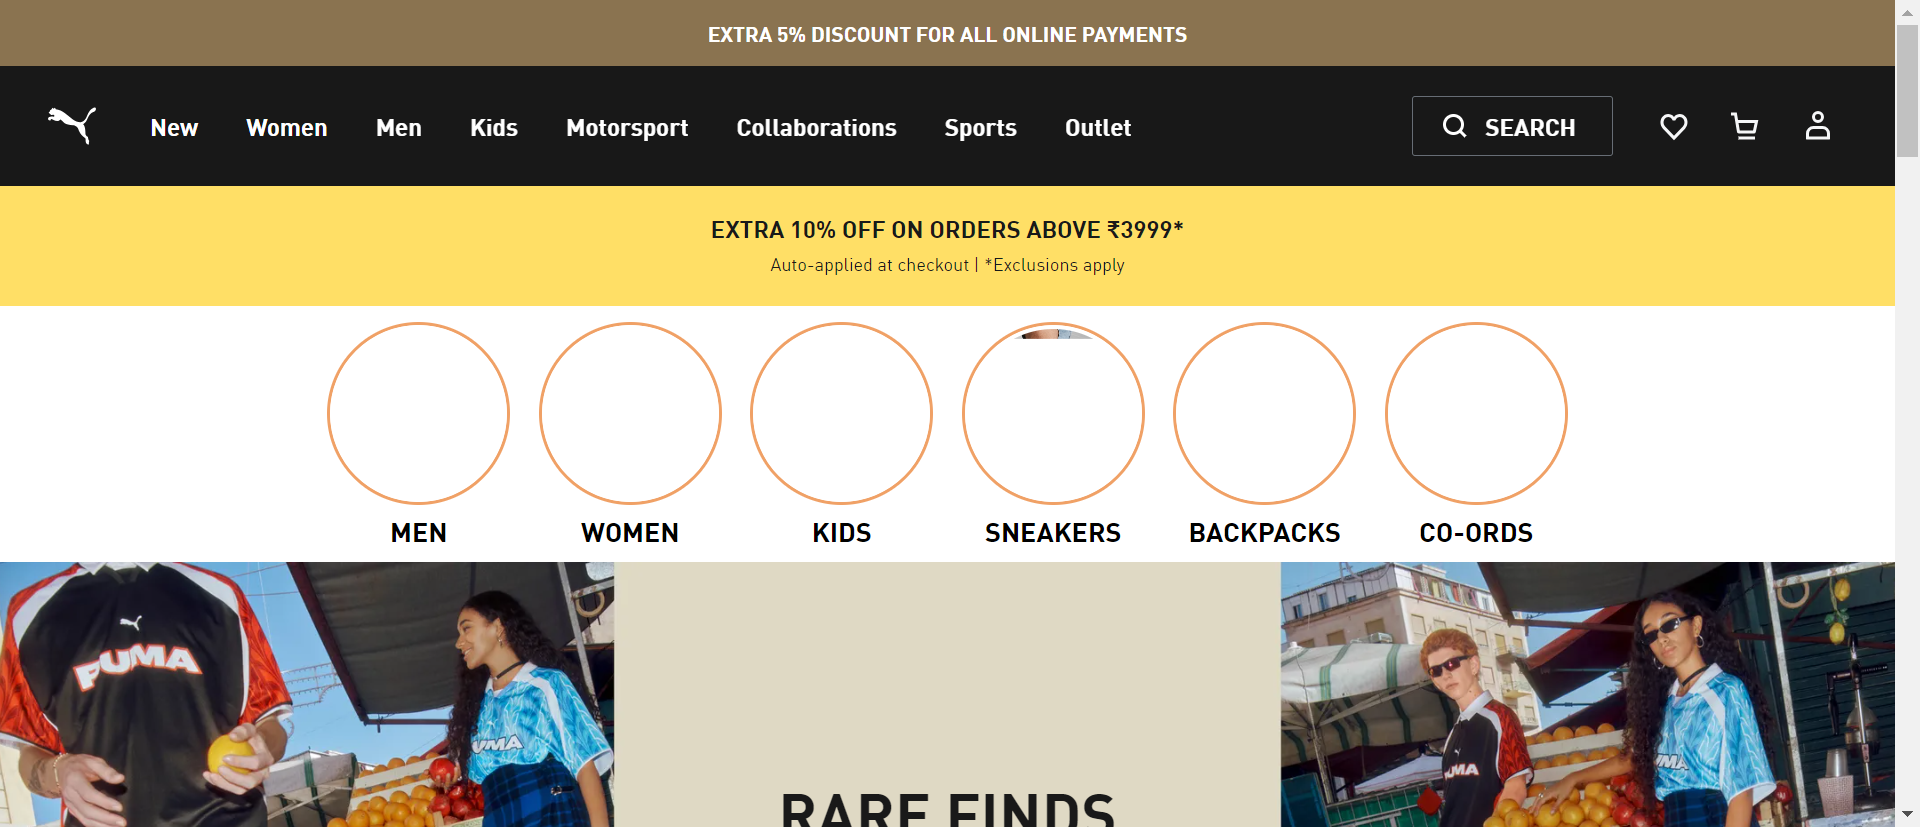 EXTRA 5% DISCOUNT FOR ALL ONLINE PAYMENTS
New Women Men Kids Motorsport Collaborations Sports Outlet SEARCH
EXTRA 10% OFF ON ORDERS ABOVE ₹3999*
Auto-applied at checkout | *Exclusions apply
MEN WOMEN KIDS SNEAKERS BACKPACKS CO-ORDS
PUMA
PUMA
PUMA
PUMA
RARE FINDS